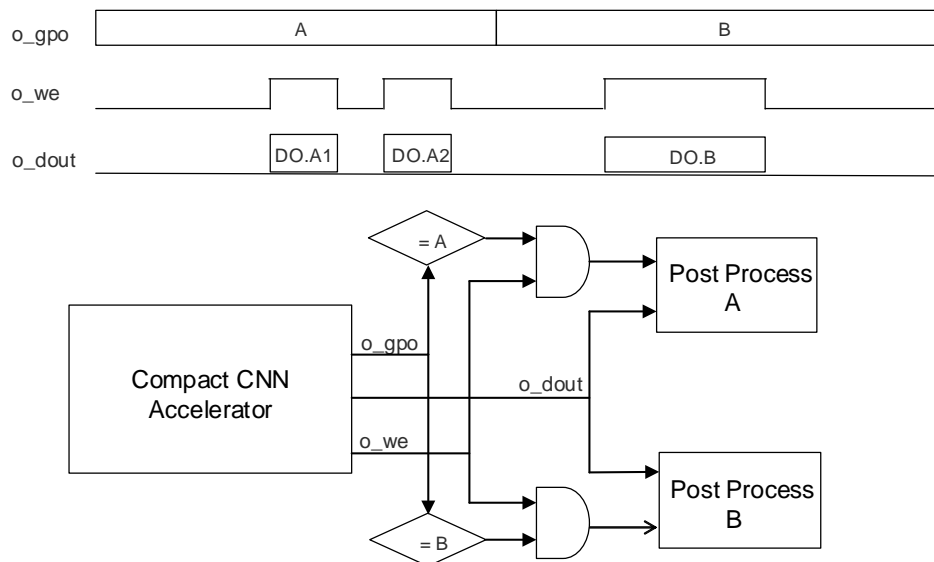 o_gpo
A
B
o_we
o_dout
DO.A1
DO.A2
DO.B
= A
Post Process
A
o_gpo
Compact CNN
Accelerator
o_dout
o_we
Post Process
B
= B